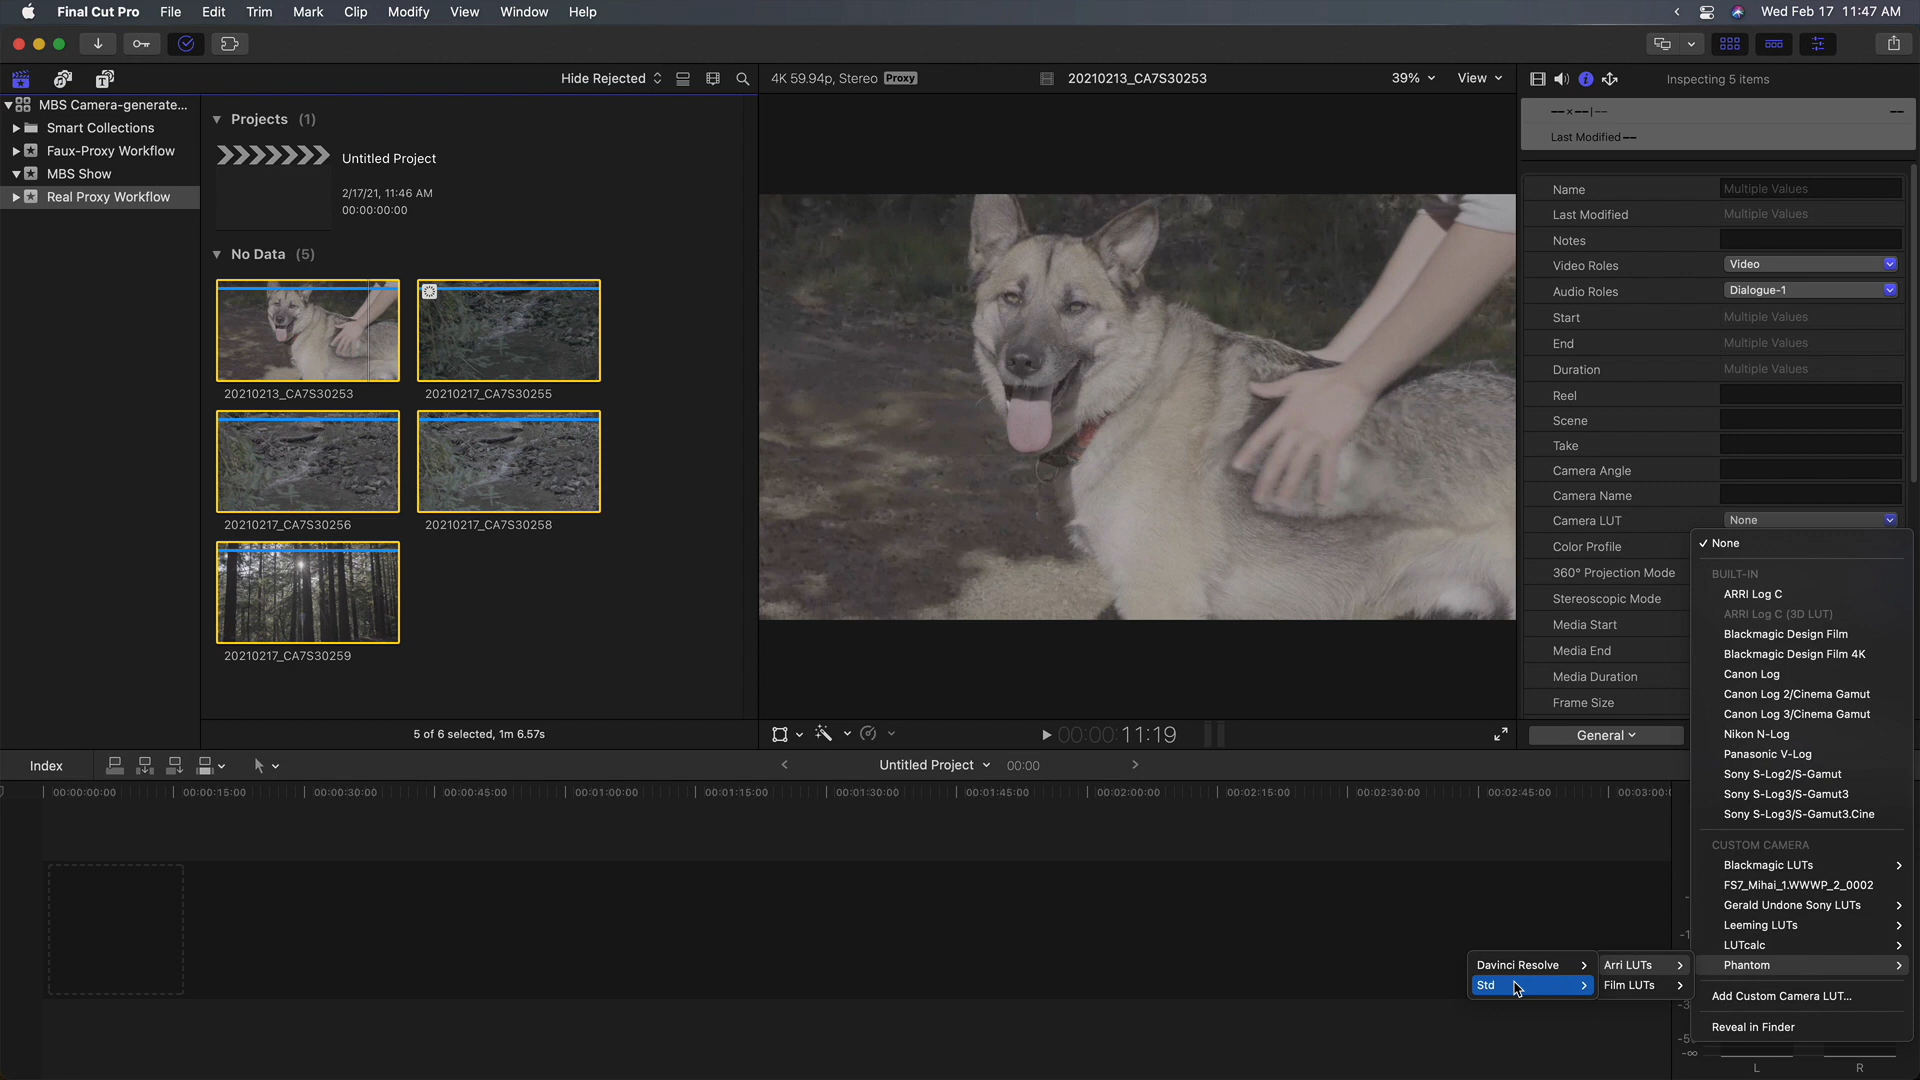 Final Cut Pro File Edit Trim Mark Clip Modify View Window Help Wed Feb 17 11:47 AM
Hide Rejected
4K 59.94p, Stereo Proxy
20210213_CA7S30253
39% View
Inspecting 5 items
MBS Camera-generate...
Smart Collections
Faux-Proxy Workflow
MBS Show
Real Proxy Workflow
Projects (1)
Untitled Project
2/17/21, 11:46 AM
00:00:00:00
No Data (5)
20210213_CA7S30253
20210217_CA7S30255
20210217_CA7S30256
20210217_CA7S30258
20210217_CA7S30259
5 of 6 selected, 1m 6.57s
00:00:11:19
——×——|——
——
Last Modified ——
Name Multiple Values
Last Modified Multiple Values
Notes
Video Roles Video
Audio Roles Dialogue-1
Start Multiple Values
End Multiple Values
Duration Multiple Values
Reel
Scene
Take
Camera Angle
Camera Name
Camera LUT None
Color Profile
360° Projection Mode
Stereoscopic Mode
Media Start
Media End
Media Duration
Frame Size
General
✓ None
BUILT-IN
ARRI Log C
ARRI Log C (3D LUT)
Blackmagic Design Film
Blackmagic Design Film 4K
Canon Log
Canon Log 2/Cinema Gamut
Canon Log 3/Cinema Gamut
Nikon N-Log
Panasonic V-Log
Sony S-Log2/S-Gamut
Sony S-Log3/S-Gamut3
Sony S-Log3/S-Gamut3.Cine
CUSTOM CAMERA
Blackmagic LUTs
FS7_Mihai_1.WWWP_2_0002
Gerald Undone Sony LUTs
Leeming LUTs
LUTcalc
Phantom
Add Custom Camera LUT...
Reveal in Finder
Arri LUTs
Film LUTs
Davinci Resolve
Std
Index
Untitled Project 00:00
00:00:00:00 00:00:15:00 00:00:30:00 00:00:45:00 00:01:00:00 00:01:15:00 00:01:30:00 00:01:45:00 00:02:00:00 00:02:15:00 00:02:30:00 00:02:45:00 00:03:00:
-∞
L R